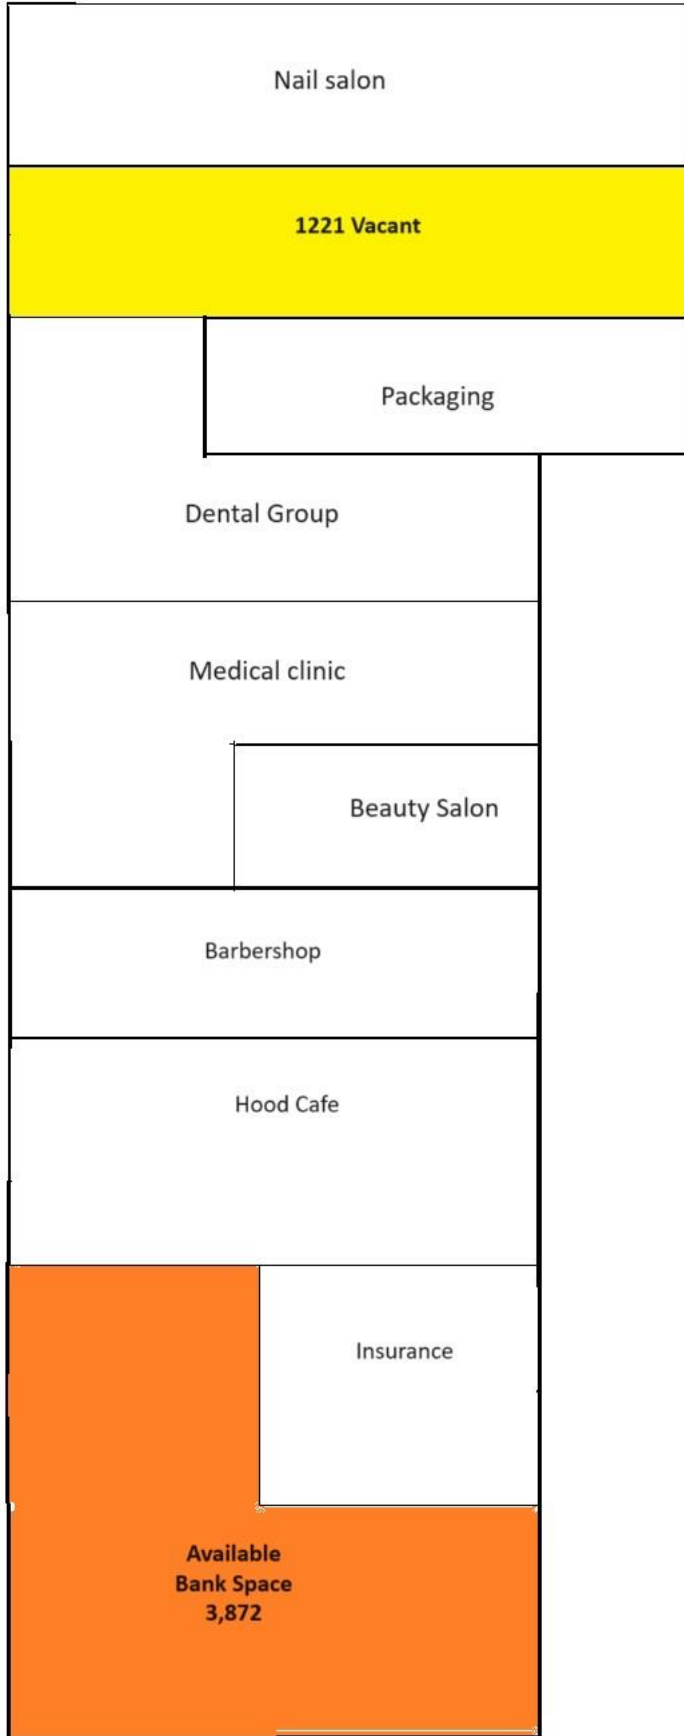 Nail salon
1221 Vacant
Packaging
Dental Group
Medical clinic
Beauty Salon
Barbershop
Hood Cafe
Insurance
Available
Bank Space
3,872